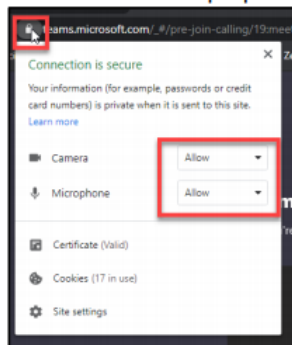 teams.microsoft.com/_#/pre-join-calling/19:mee
Connection is secure
Your information (for example, passwords or credit
card numbers) is private when it is sent to this site.
Learn more
Camera Allow
Microphone Allow
Certificate (Valid)
Cookies (17 in use)
Site settings